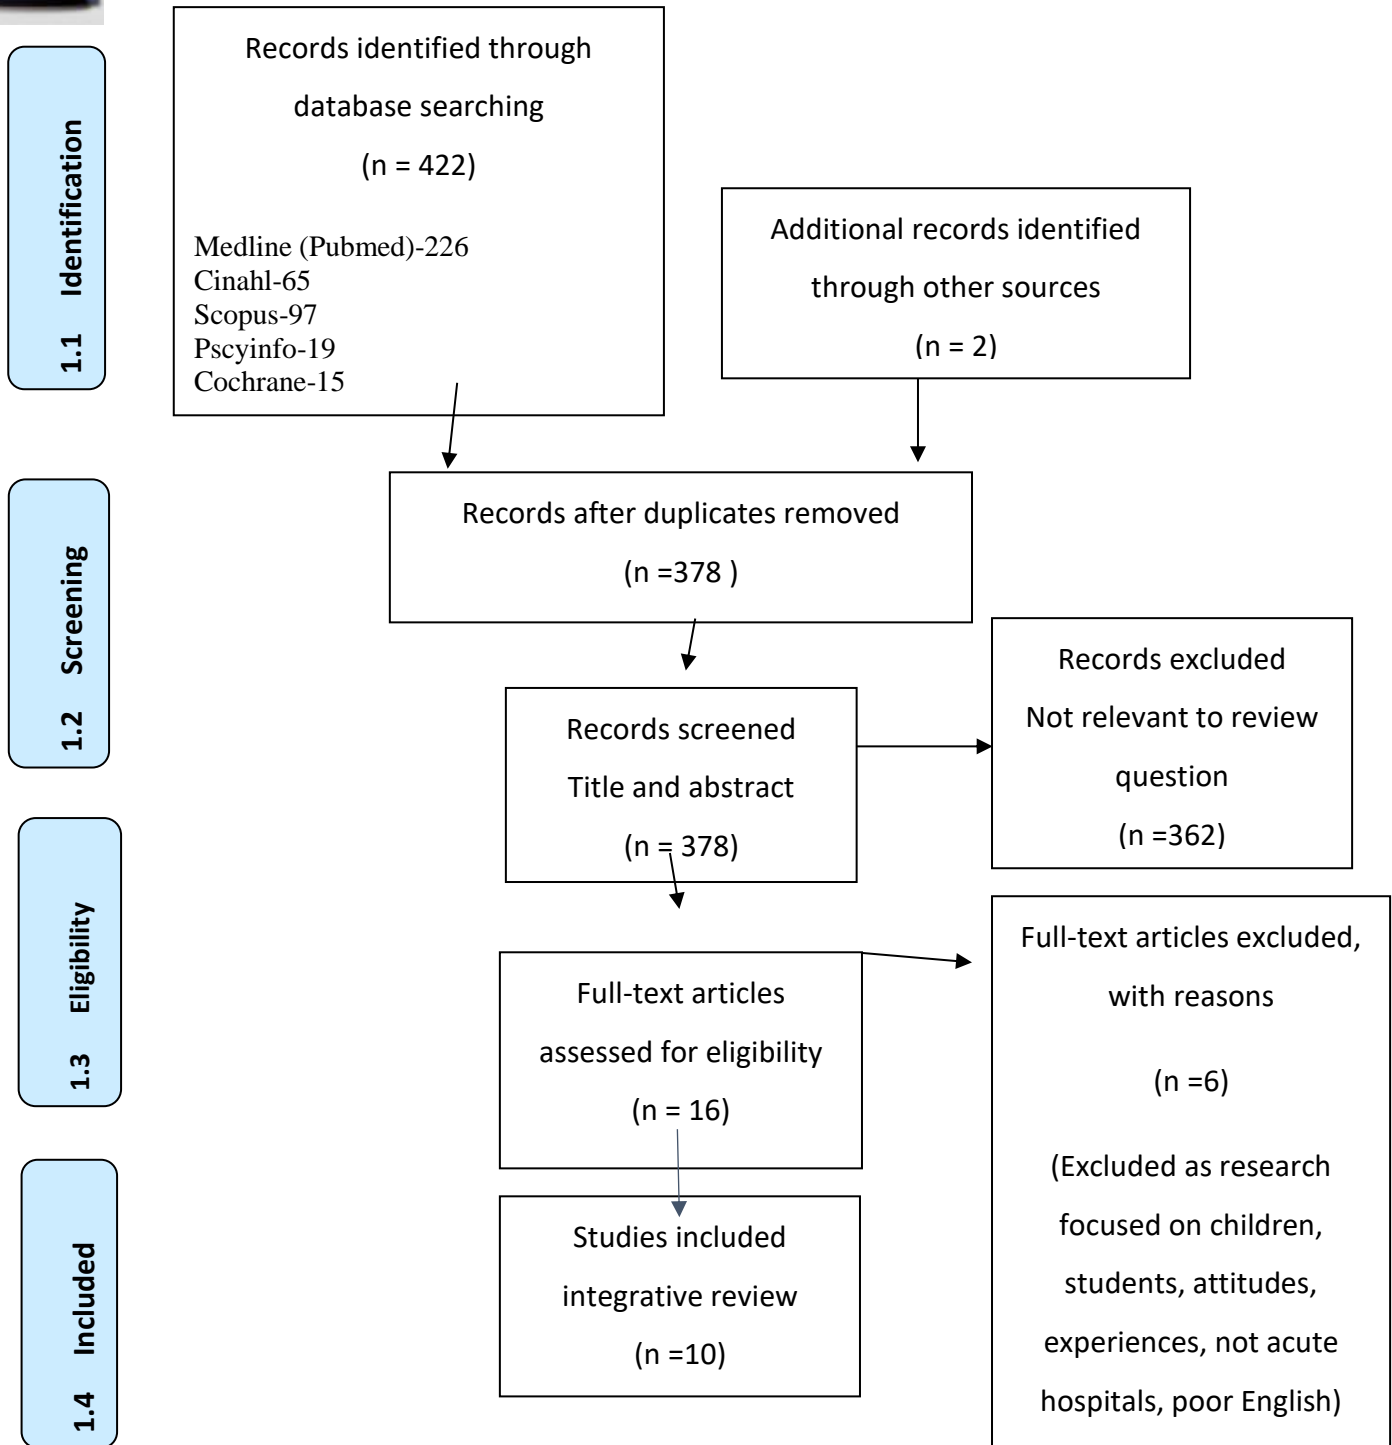 1.1 Identification
Records identified through
database searching
(n = 422)
Medline (Pubmed)-226
Cinahl-65
Scopus-97
Pscyinfo-19
Cochrane-15
Additional records identified
through other sources
(n = 2)
1.2 Screening
Records after duplicates removed
(n =378 )
Records screened
Title and abstract
(n = 378)
Records excluded
Not relevant to review
question
(n =362)
1.3 Eligibility
Full-text articles
assessed for eligibility
(n = 16)
Full-text articles excluded,
with reasons
(n =6)
(Excluded as research
focused on children,
students, attitudes,
experiences, not acute
hospitals, poor English)
1.4 Included
Studies included
integrative review
(n =10)